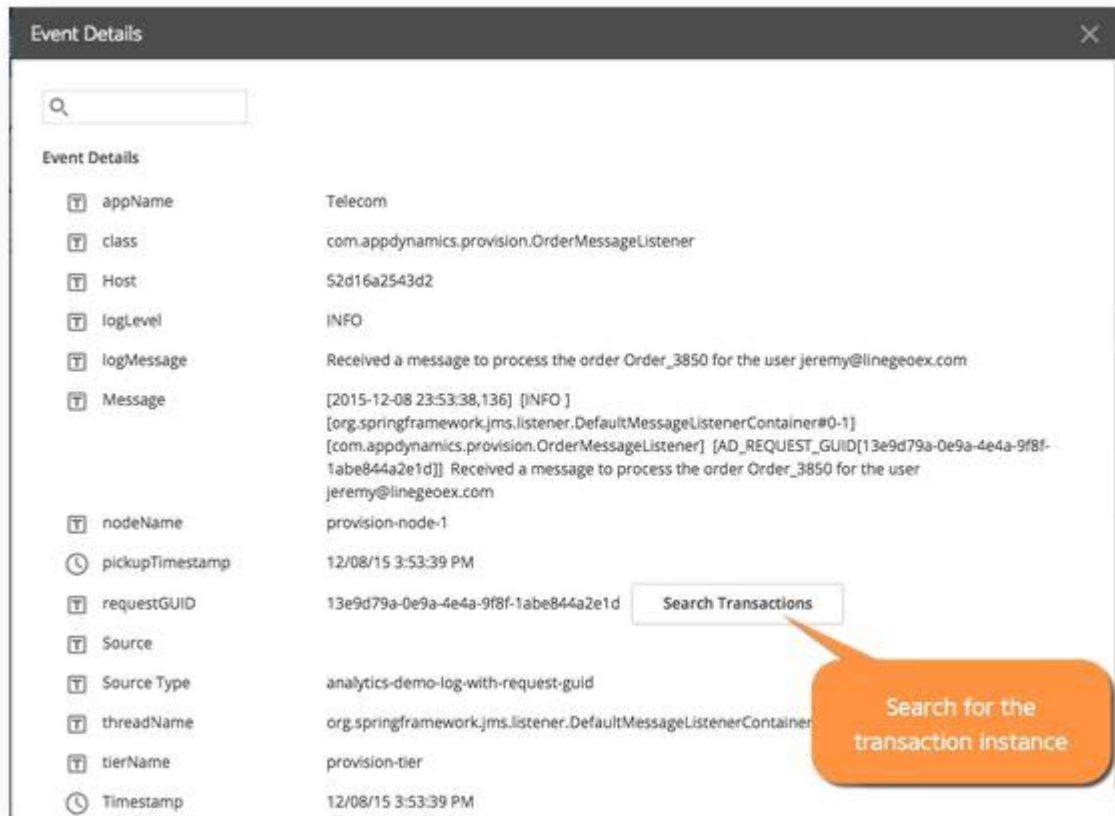 Event Details
Event Details
appName Telecom
class com.appdynamics.provision.OrderMessageListener
Host 52d16a2543d2
logLevel INFO
logMessage Received a message to process the order Order_3850 for the user jeremy@linegeoex.com
Message [2015-12-08 23:53:38,136] [INFO ]
[org.springframework.jms.listener.DefaultMessageListenerContainer#0-1]
[com.appdynamics.provision.OrderMessageListener] [AD_REQUEST_GUID[13e9d79a-0e9a-4e4a-9f8f-
1abe844a2e1d]] Received a message to process the order Order_3850 for the user
jeremy@linegeoex.com
nodeName provision-node-1
pickupTimestamp 12/08/15 3:53:39 PM
requestGUID 13e9d79a-0e9a-4e4a-9f8f-1abe844a2e1d Search Transactions
Source
Source Type analytics-demo-log-with-request-guid
threadName org.springframework.jms.listener.DefaultMessageListenerContainer
tierName provision-tier
Timestamp 12/08/15 3:53:39 PM
Search for the
transaction instance